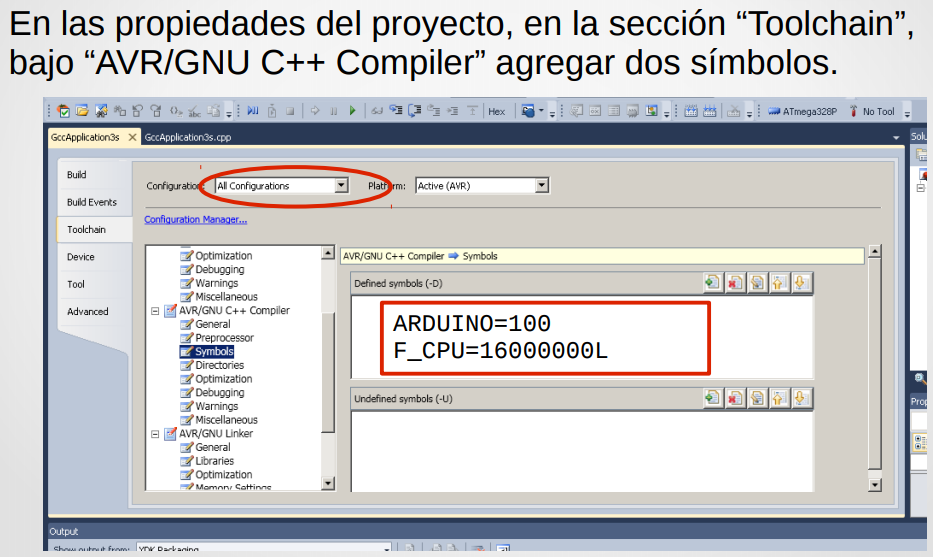 En las propiedades del proyecto, en la sección “Toolchain”,
bajo “AVR/GNU C++ Compiler” agregar dos símbolos.
Hex
ATmega328P
No Tool
GccApplication3s
GccApplication3s.cpp
Build
Build Events
Toolchain
Device
Tool
Advanced
Configuration:
All Configurations
Platform:
Active (AVR)
Configuration Manager...
Optimization
Debugging
Warnings
Miscellaneous
AVR/GNU C++ Compiler
General
Preprocessor
Symbols
Directories
Optimization
Debugging
Warnings
Miscellaneous
AVR/GNU Linker
General
Libraries
Optimization
Memory Settings
AVR/GNU C++ Compiler
Symbols
Defined symbols (-D)
ARDUINO=100
F_CPU=16000000L
Undefined symbols (-U)
Output
Show output from:
VDK Packaging